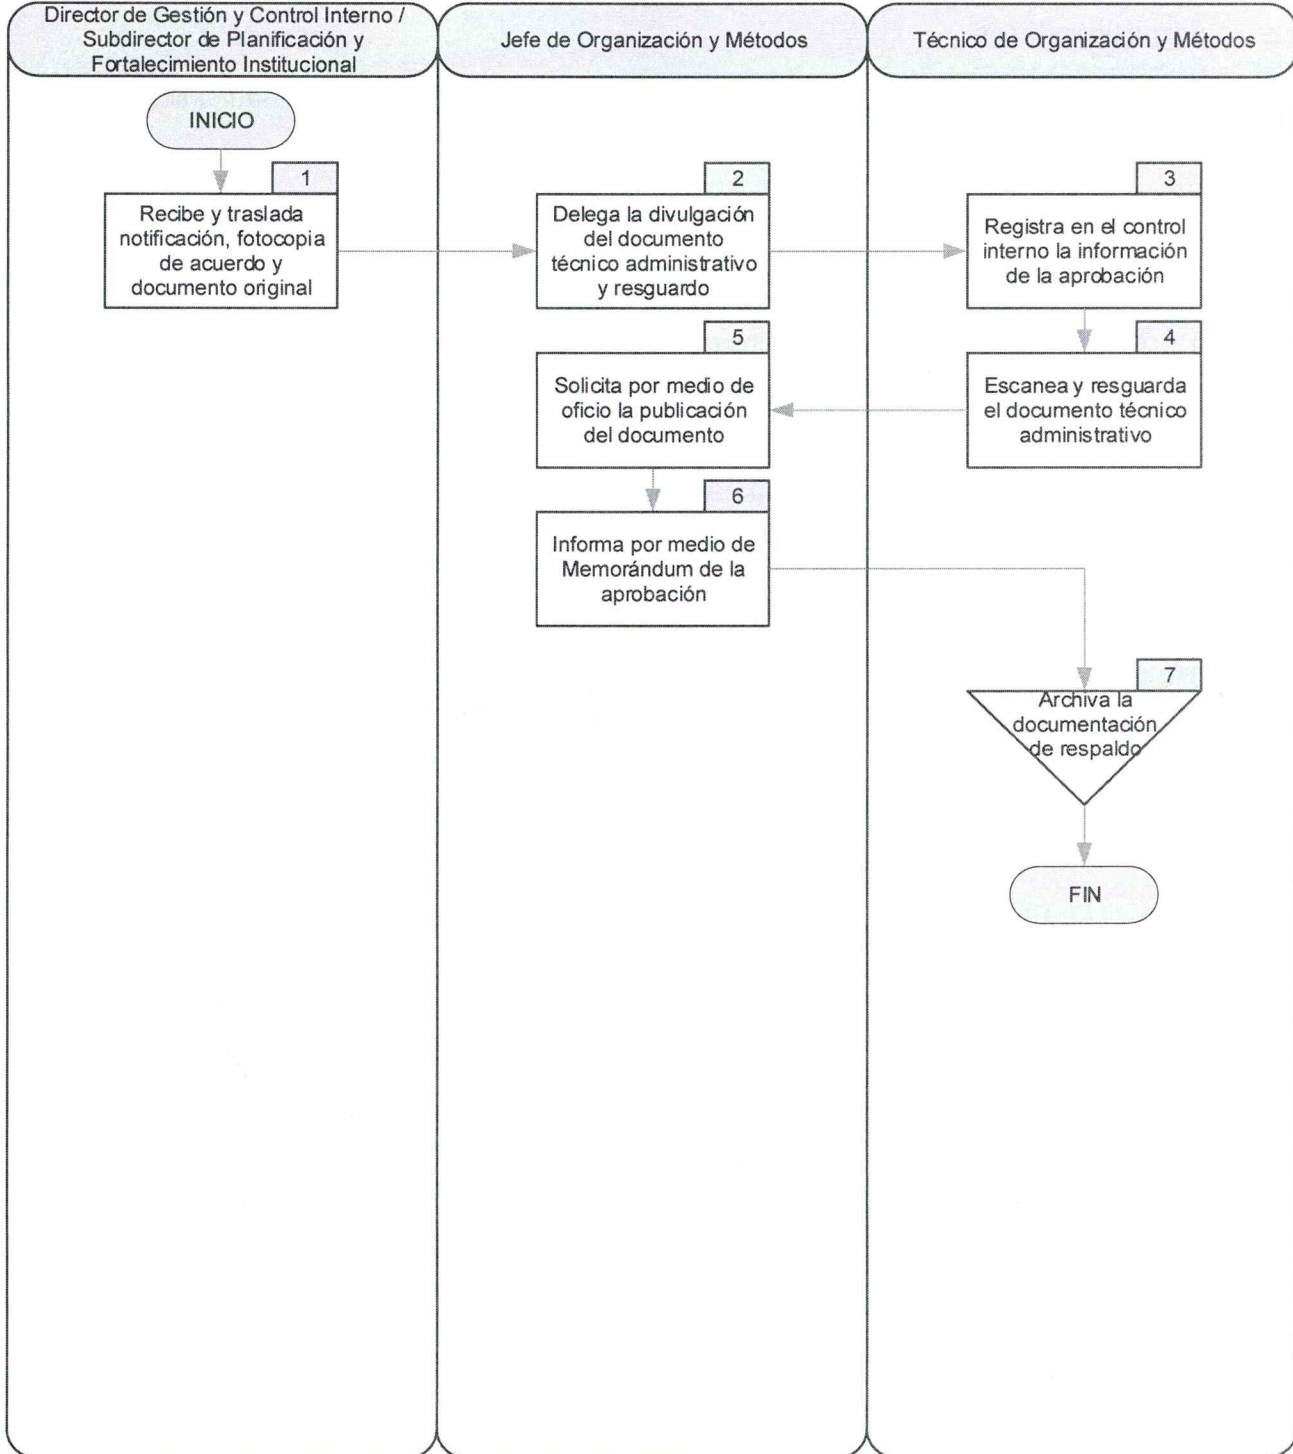 Director de Gestión y Control Interno /
Subdirector de Planificación y
Fortalecimiento Institucional
Jefe de Organización y Métodos
Técnico de Organización y Métodos
INICIO
1
Recibe y traslada
notificación, fotocopia
de acuerdo y
documento original
2
Delega la divulgación
del documento
técnico administrativo
y resguardo
3
Registra en el control
interno la información
de la aprobación
4
Escanea y resguarda
el documento técnico
administrativo
5
Solicita por medio de
oficio la publicación
del documento
6
Informa por medio de
Memorándum de la
aprobación
7
Archiva la
documentación
de respaldo
FIN